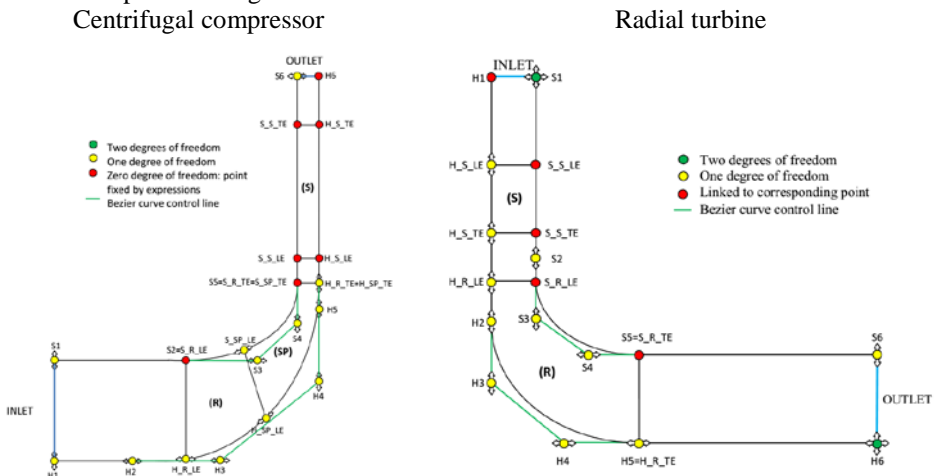 Centrifugal compressor
Radial turbine
OUTLET
S6
H6
S_S_TE
H_S_TE
Two degrees of freedom
One degree of freedom
Zero degree of freedom: point
fixed by expressions
Bezier curve control line
(S)
S_S_LE
H_S_LE
S5=S_R_TE=S_SP_TE
H_R_TE=H_SP_TE
H5
S4
S_SP_LE
S2=S_R_LE
S1
(SP)
S3
H4
INLET
(R)
H_SP_LE
H2
H_R_LE
H3
INLET
H1
S1
H_S_LE
S_S_LE
Two degrees of freedom
One degree of freedom
Linked to corresponding point
Bezier curve control line
(S)
H_S_TE
S_S_TE
S2
H_R_LE
S_R_LE
H2
S3
S5=S_R_TE
S6
S4
(R)
H3
OUTLET
H4
H5=H_R_TE
H6